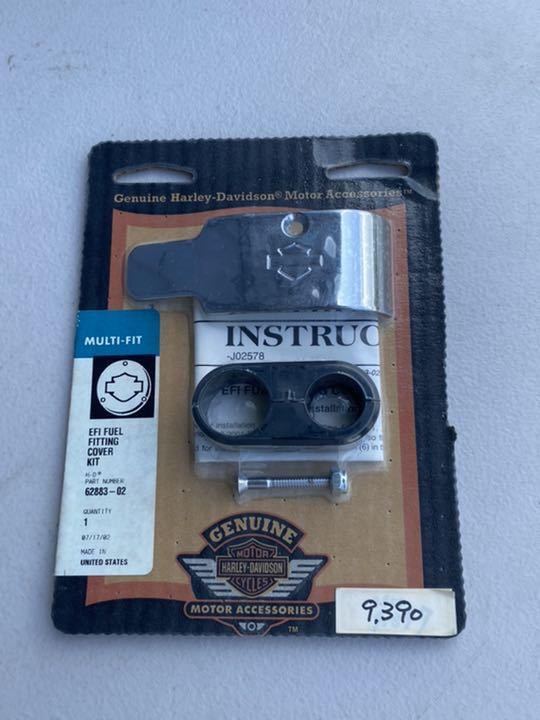 Genuine Harley-Davidson® Motor Accessories™
INSTRUC
-J02578
MULTI-FIT
EFI FUEL
FITTING
COVER
KIT
H-D®
PART NUMBER
62883-02
QUANTITY
1
07/17/02
MADE IN
UNITED STATES
GENUINE
MOTOR
HARLEY-DAVIDSON
CYCLES
MOTOR ACCESSORIES
TM
9,390